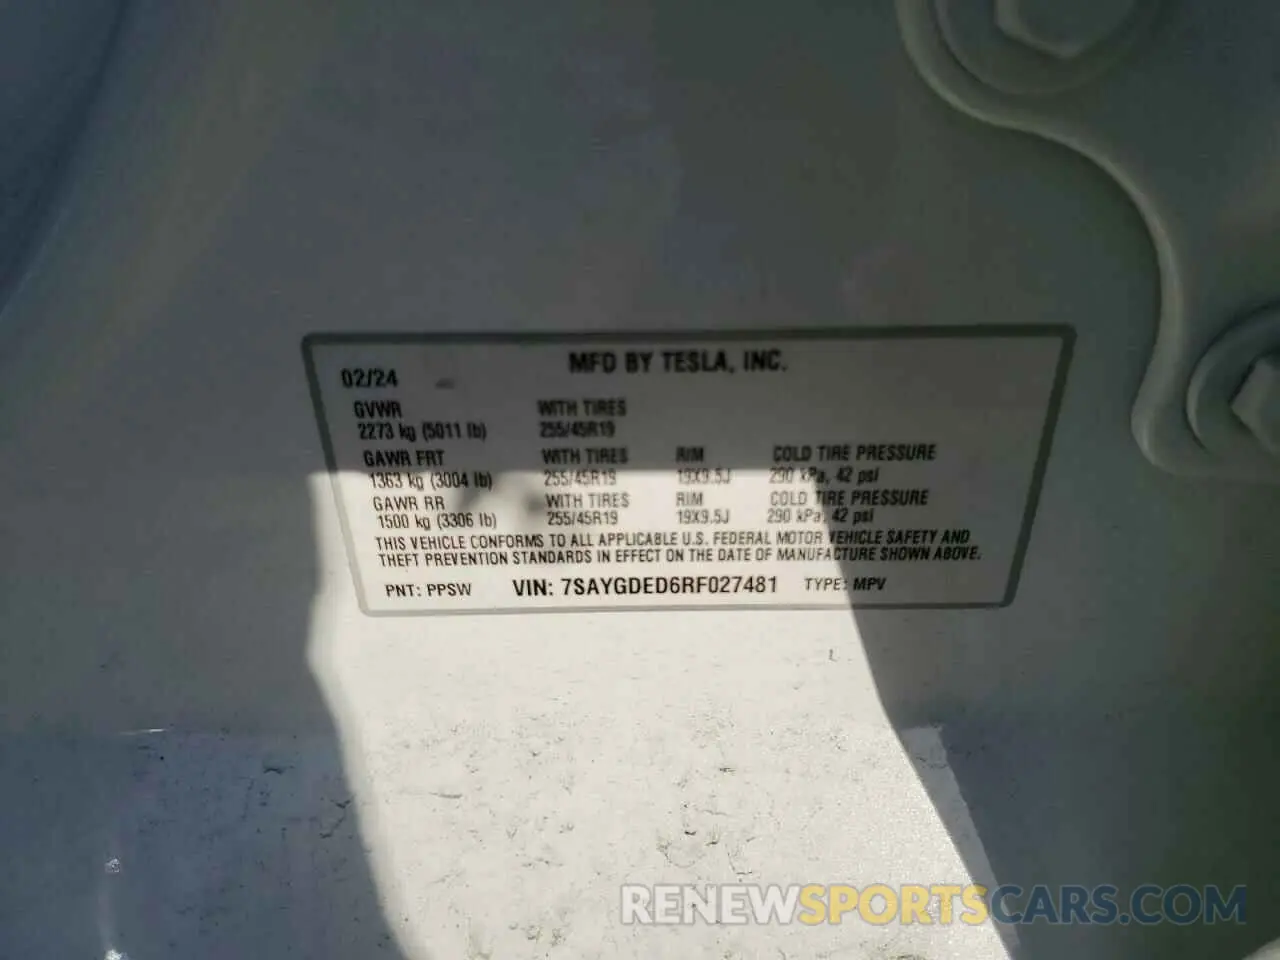 MFD BY TESLA, INC.
02/24
GVWR WITH TIRES
2273 kg (5011 lb) 255/45R19
GAWR FRT WITH TIRES RIM COLD TIRE PRESSURE
1363 kg (3004 lb) 255/45R19 19X9.5J 290 kPa, 42 psi
GAWR RR WITH TIRES RIM COLD TIRE PRESSURE
1500 kg (3306 lb) 255/45R19 19X9.5J 290 kPa, 42 psi
THIS VEHICLE CONFORMS TO ALL APPLICABLE U.S. FEDERAL MOTOR VEHICLE SAFETY AND
THEFT PREVENTION STANDARDS IN EFFECT ON THE DATE OF MANUFACTURE SHOWN ABOVE.
PNT: PPSW VIN: 7SAYGDED6RF027481 TYPE: MPV
RENEWSPORTSCARS.COM